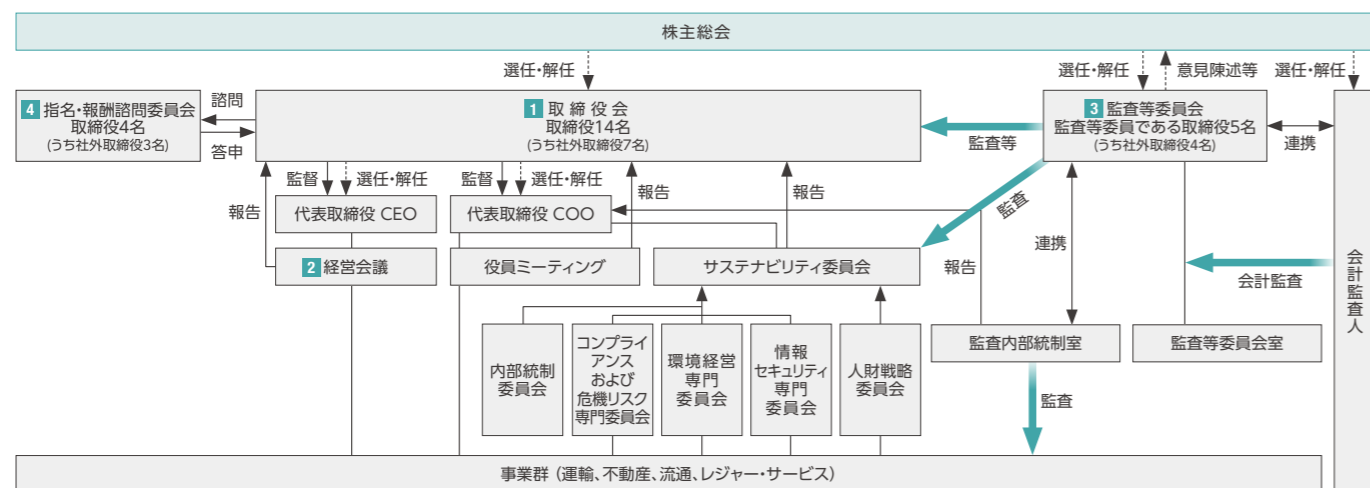 株主総会
選任・解任
選任・解任
意見陳述等
選任・解任
4 指名・報酬諮問委員会
取締役4名
(うち社外取締役3名)
諮問
答申
1 取締役会
取締役14名
(うち社外取締役7名)
監査等
3 監査等委員会
監査等委員である取締役5名
(うち社外取締役4名)
連携
監督
選任・解任
監督
選任・解任
報告
報告
報告
監査
代表取締役 CEO
代表取締役 COO
連携
2 経営会議
役員ミーティング
サステナビリティ委員会
報告
会計監査
会計監査人
内部統制
委員会
コンプライ
アンス
および
危機リスク
専門委員会
環境経営
専門
委員会
情報
セキュリティ
専門
委員会
人財戦略
委員会
監査内部統制室
監査等委員会室
監査
事業群（運輸、不動産、流通、レジャー・サービス）